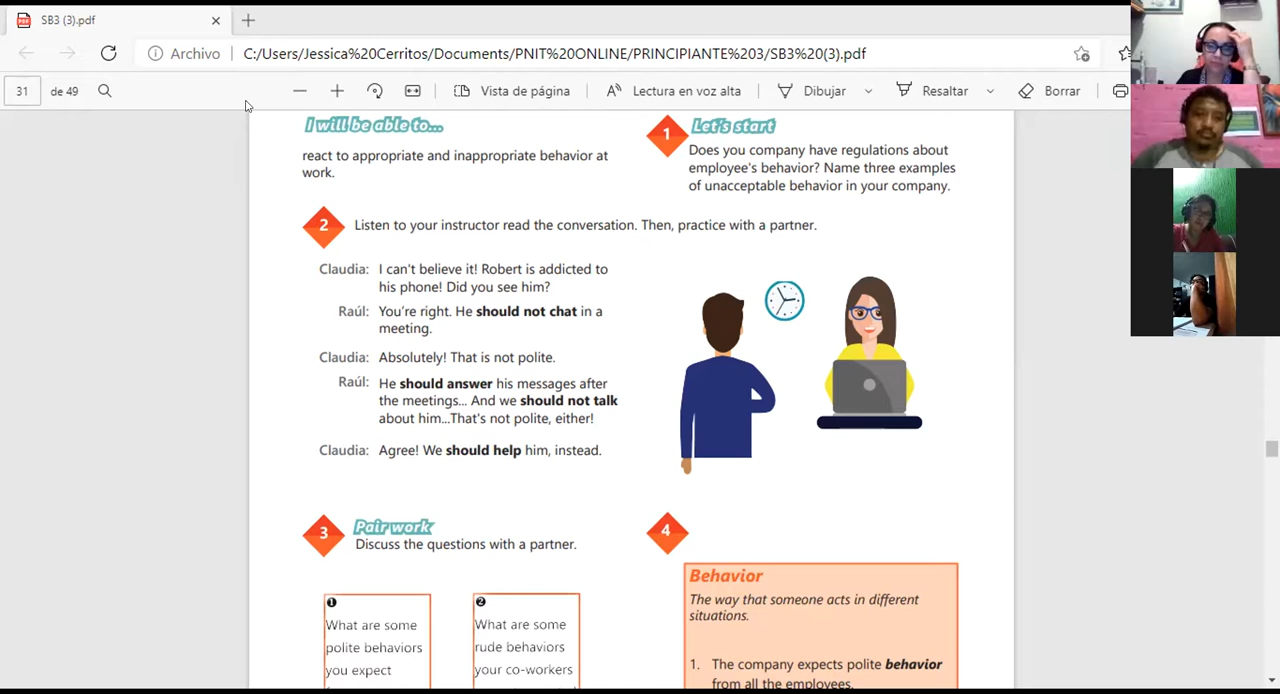 SB3 (3).pdf
Archivo
C:/Users/Jessica%20Cerritos/Documents/PNIT%20ONLINE/PRINCIPIANTE%203/SB3%20(3).pdf
31
de 49
Vista de página
Lectura en voz alta
Dibujar
Resaltar
Borrar
I will be able to...
react to appropriate and inappropriate behavior at
work.
1
Let's start
Does you company have regulations about
employee's behavior? Name three examples
of unacceptable behavior in your company.
2
Listen to your instructor read the conversation. Then, practice with a partner.
Claudia: I can't believe it! Robert is addicted to
his phone! Did you see him?
Raúl: You're right. He should not chat in a
meeting.
Claudia: Absolutely! That is not polite.
Raúl: He should answer his messages after
the meetings... And we should not talk
about him...That's not polite, either!
Claudia: Agree! We should help him, instead.
3
Pair work
Discuss the questions with a partner.
❶
What are some
polite behaviors
you expect
❷
What are some
rude behaviors
your co-workers
4
Behavior
The way that someone acts in different
situations.
1. The company expects polite behavior
from all the employees.